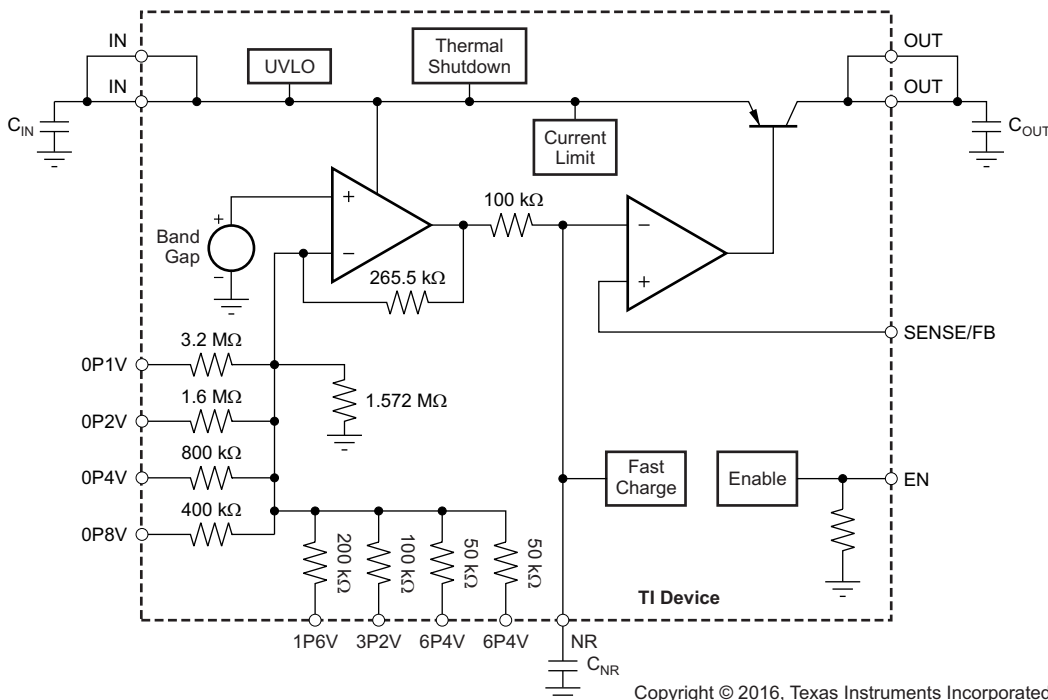 IN
IN
OUT
OUT
UVLO
Thermal
Shutdown
Current
Limit
C_IN
C_OUT
100 kΩ
+
−
−
+
+
Band
Gap
−
265.5 kΩ
SENSE/FB
0P1V
3.2 MΩ
1.572 MΩ
0P2V
1.6 MΩ
0P4V
800 kΩ
0P8V
400 kΩ
Fast
Charge
Enable
EN
200 kΩ
100 kΩ
50 kΩ
50 kΩ
TI Device
1P6V
3P2V
6P4V
6P4V
NR
C_NR
Copyright © 2016, Texas Instruments Incorporated